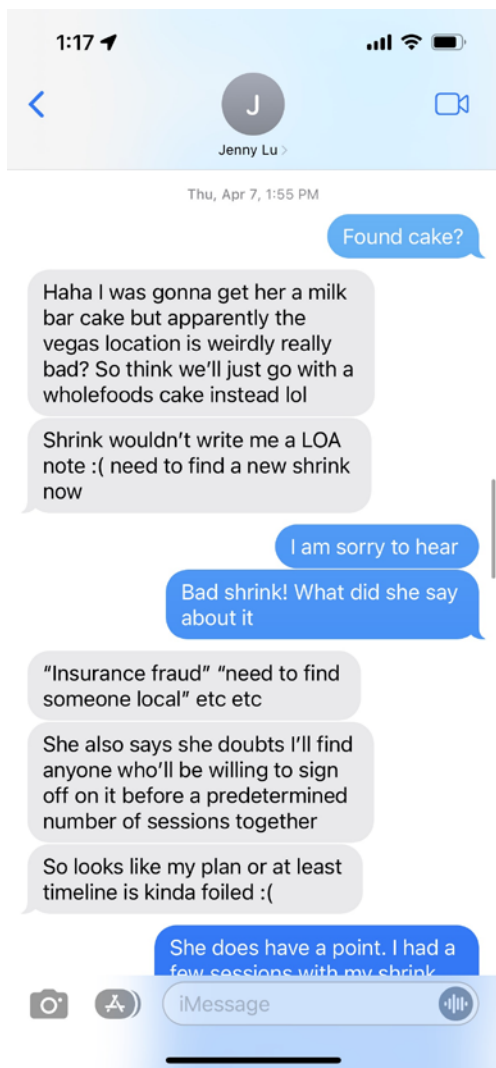 1:17
J
Jenny Lu
Thu, Apr 7, 1:55 PM
Found cake?
Haha I was gonna get her a milk
bar cake but apparently the
vegas location is weirdly really
bad? So think we’ll just go with a
wholefoods cake instead lol
Shrink wouldn’t write me a LOA
note :( need to find a new shrink
now
I am sorry to hear
Bad shrink! What did she say
about it
“Insurance fraud” “need to find
someone local” etc etc
She also says she doubts I’ll find
anyone who’ll be willing to sign
off on it before a predetermined
number of sessions together
So looks like my plan or at least
timeline is kinda foiled :(
She does have a point. I had a
few sessions with my shrink
iMessage